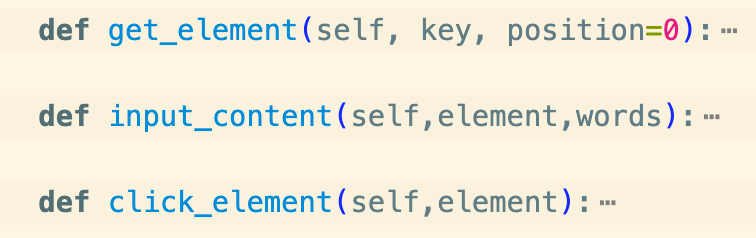 def get_element(self, key, position=0):⋯
def input_content(self,element,words):⋯
def click_element(self,element):⋯